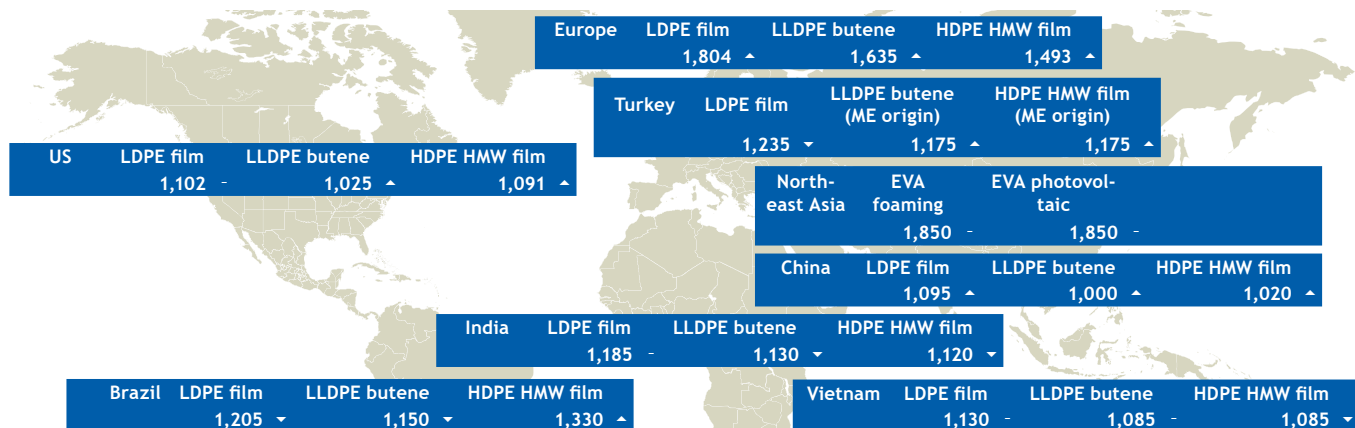 Europe LDPE film LLDPE butene HDPE HMW film
1,804 ▲ 1,635 ▲ 1,493 ▲
Turkey LDPE film LLDPE butene (ME origin) HDPE HMW film (ME origin)
1,235 ▼ 1,175 ▲ 1,175 ▲
US LDPE film LLDPE butene HDPE HMW film
1,102 – 1,025 ▲ 1,091 ▲
North- EVA EVA photovol-
east Asia foaming taic
1,850 – 1,850 –
China LDPE film LLDPE butene HDPE HMW film
1,095 ▲ 1,000 ▲ 1,020 ▲
India LDPE film LLDPE butene HDPE HMW film
1,185 – 1,130 ▼ 1,120 ▼
Brazil LDPE film LLDPE butene HDPE HMW film
1,205 ▼ 1,150 ▼ 1,330 ▲
Vietnam LDPE film LLDPE butene HDPE HMW film
1,130 – 1,085 – 1,085 ▼